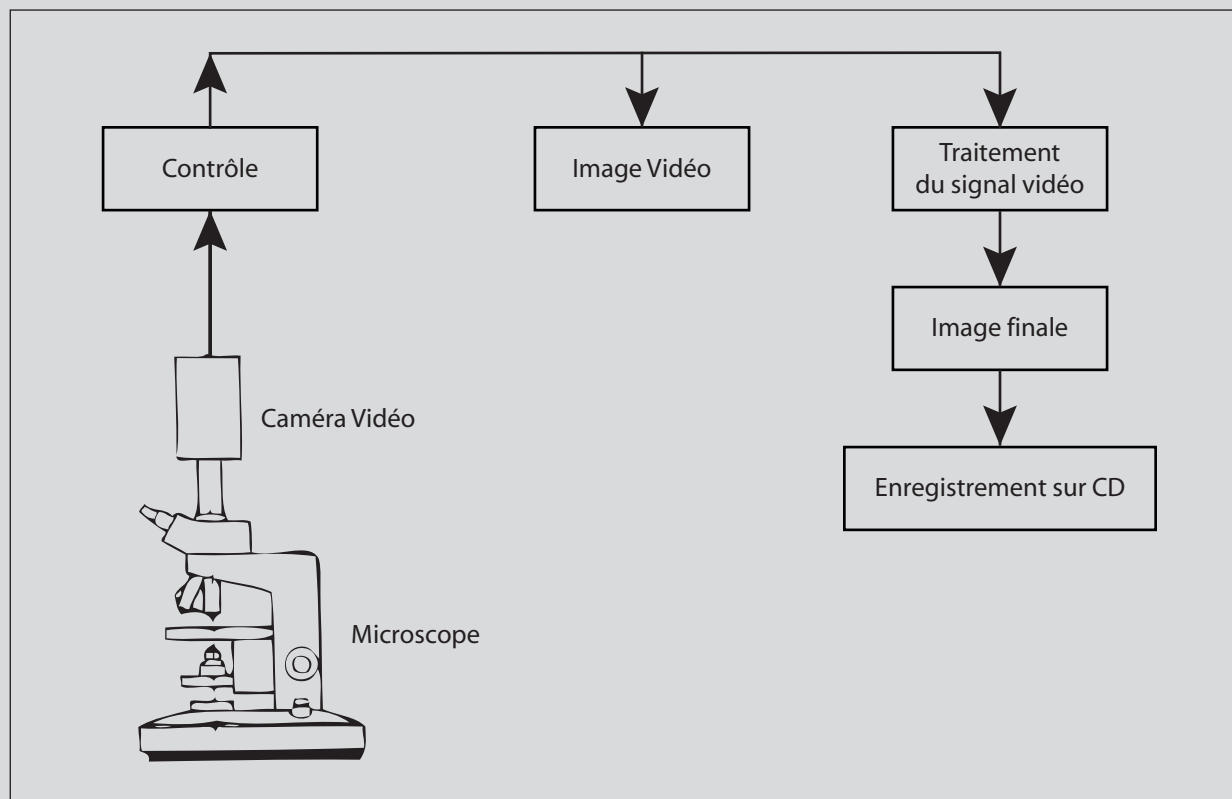 Contrôle
Image Vidéo
Traitement
du signal vidéo
Image finale
Caméra Vidéo
Enregistrement sur CD
Microscope